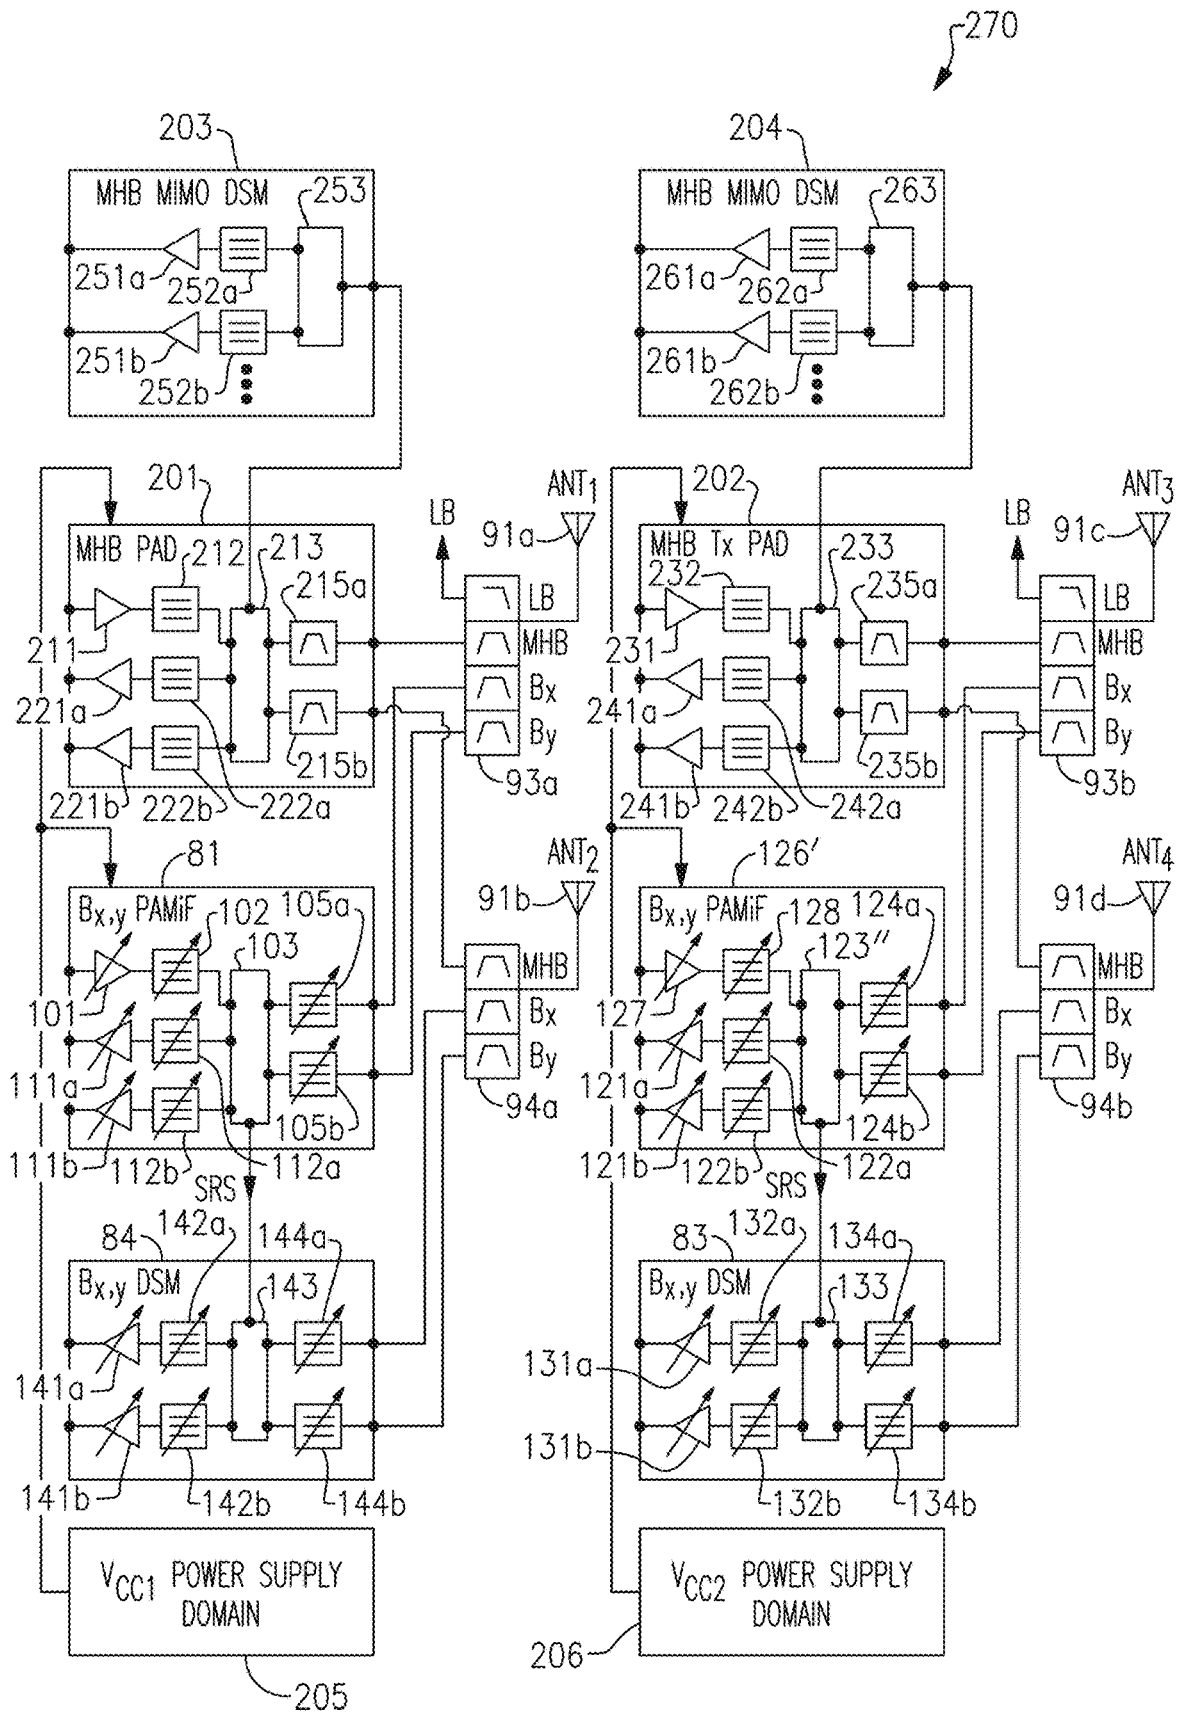 270
203
204
MHB MIMO DSM
253
251a
252a
251b
252b
MHB MIMO DSM
263
261a
262a
261b
262b
201
202
MHB PAD
212
213
215a
211
221a
221b
222b
222a
215b
LB
ANT1
91a
LB
MHB
Bx
By
93a
MHB Tx PAD
232
233
235a
231
241a
241b
242b
242a
235b
LB
ANT3
91c
LB
MHB
Bx
By
93b
81
Bx,y PAMiF
102
105a
103
101
111a
111b
112b
112a
105b
SRS
ANT2
91b
MHB
Bx
By
94a
126′
Bx,y PAMiF
128
124a
123′′
127
121a
121b
122b
122a
124b
SRS
ANT4
91d
MHB
Bx
By
94b
84
142a
144a
Bx,y DSM
143
141a
141b
142b
144b
83
132a
134a
Bx,y DSM
133
131a
131b
132b
134b
VCC1 POWER SUPPLY
DOMAIN
205
VCC2 POWER SUPPLY
DOMAIN
206